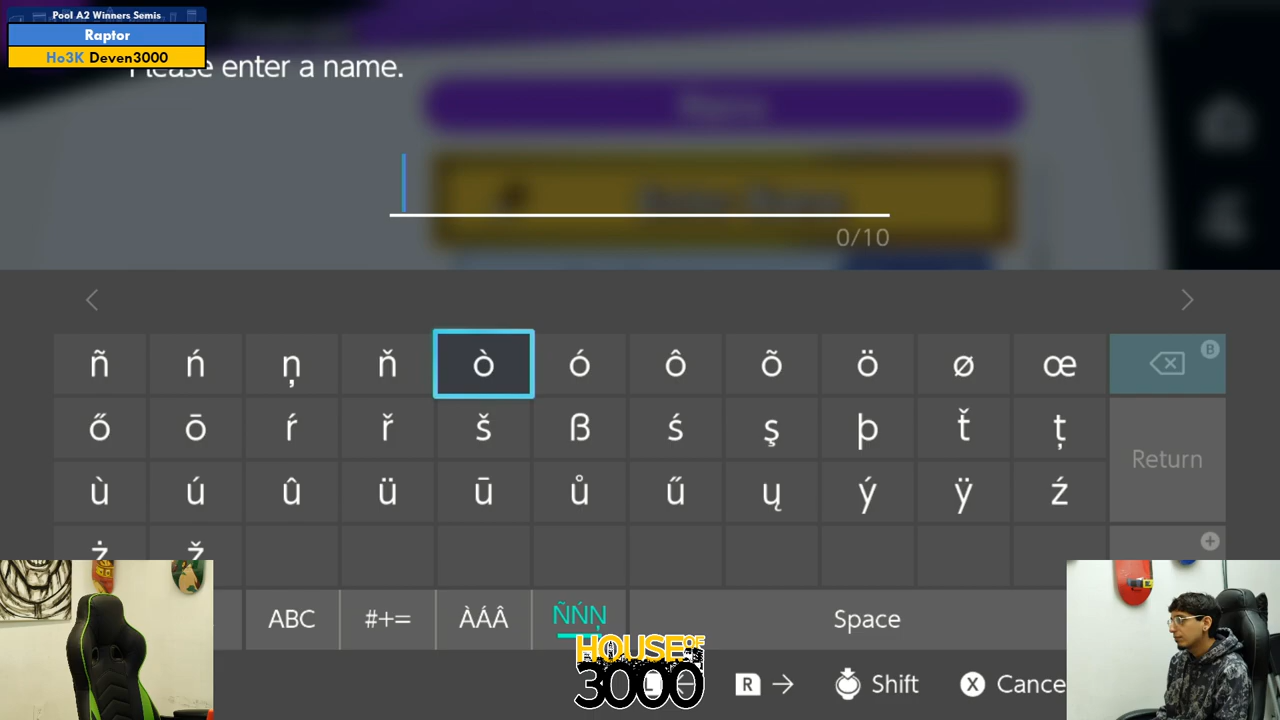 Pool A2 Winners Semis
Raptor
Ho3K Deven3000
Please enter a name.
0/10
ñ ń ņ ň ò ó ô õ ö ø œ
ő ō ŕ ř š ß ś ş þ ť ț
Return
ù ú û ü ū ů ű ų ý ÿ ź
ż ž
ABC #+= ÀÁÂ ÑŃŅ Space
HOUSE OF
3000
L R → Shift X Cance